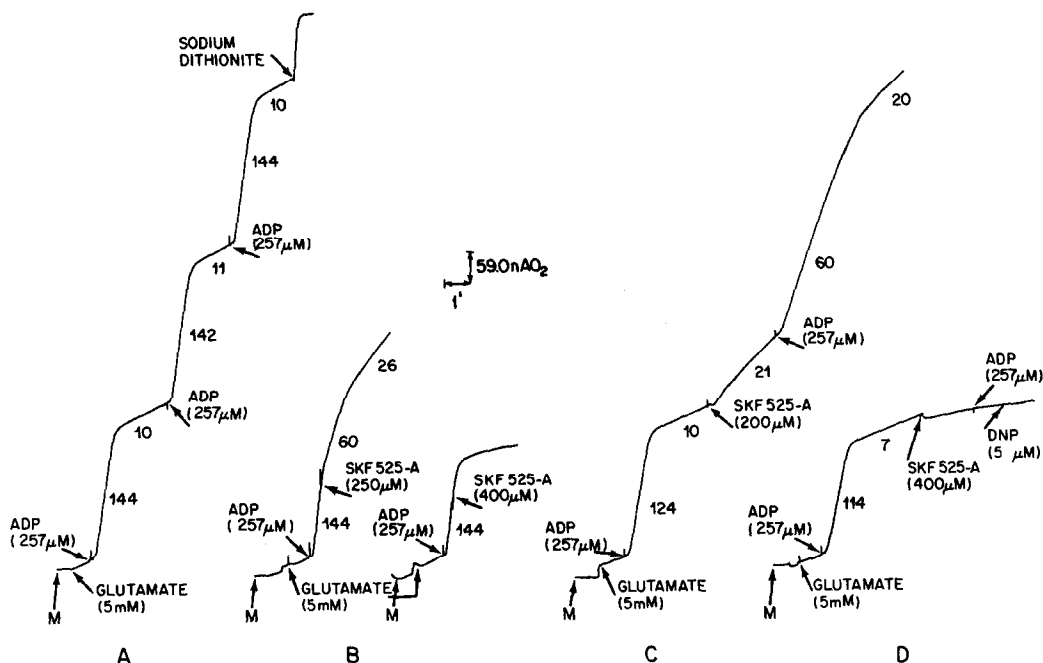 SODIUM
DITHIONITE
10
144
ADP
(257μM)
11
142
ADP
(257μM)
10
144
ADP
(257μM)
GLUTAMATE
(5mM)
M
A
59.0nAO₂
1'
26
60
SKF 525-A
(250μM)
144
ADP
(257μM)
GLUTAMATE
(5mM)
M
SKF 525-A
(400μM)
144
ADP
(257μM)
M
B
20
60
ADP
(257μM)
21
SKF 525-A
(200μM)
10
124
ADP
(257μM)
GLUTAMATE
(5mM)
M
C
ADP
(257μM)
DNP
(5 μM)
SKF 525-A
(400μM)
7
114
ADP
(257μM)
GLUTAMATE
(5mM)
M
D